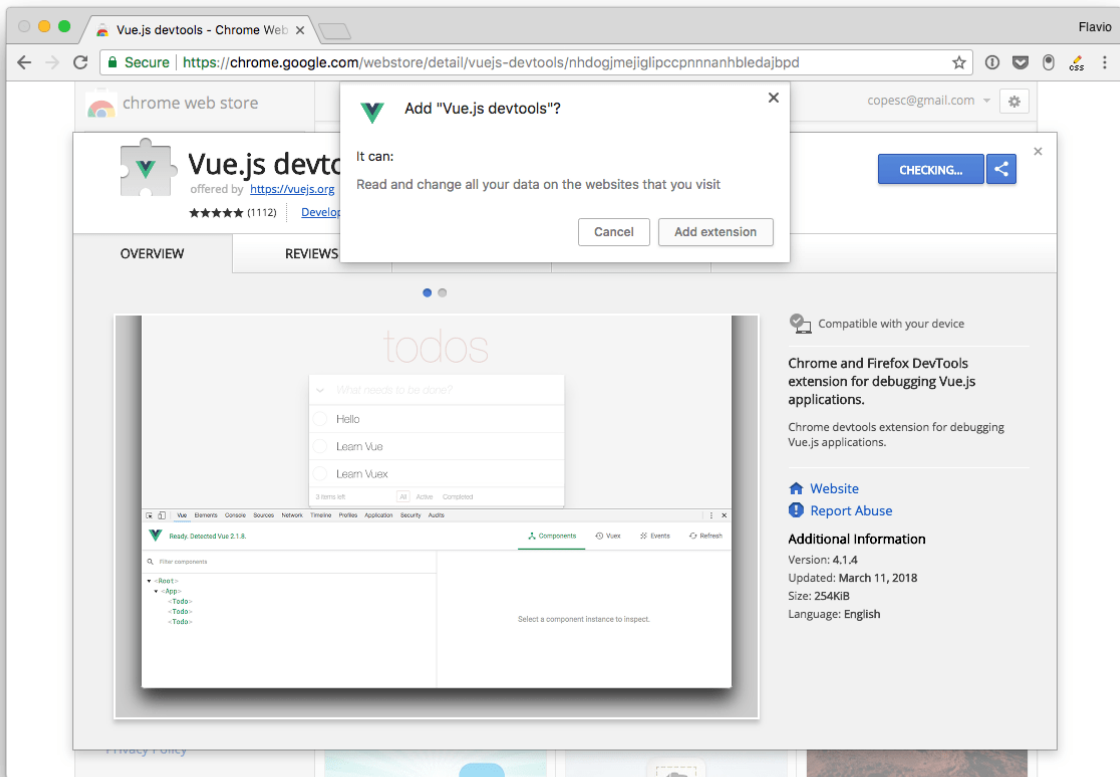 Vue.js devtools - Chrome Web
Flavio
Secure
https://chrome.google.com/webstore/detail/vuejs-devtools/nhdogjmejiglipccpnnnanhbledajbpd
OSS
chrome web store
Add "Vue.js devtools"?
It can:
Read and change all your data on the websites that you visit
Cancel
Add extension
copesc@gmail.com
Vue.js devto
offered by https://vuejs.org
(1112)
Develop
CHECKING...
OVERVIEW
REVIEWS
todos
What needs to be done?
Hello
Learn Vue
Learn Vuex
3 items left All Active Completed
Vue Elements Console Sources Network Timeline Profiles Application Security Audits
Ready. Detected Vue 2.1.8.
Components Vuex Events Refresh
Filter components
<Root>
<App>
<Todo>
<Todo>
<Todo>
Select a component instance to inspect.
Compatible with your device
Chrome and Firefox DevTools
extension for debugging Vue.js
applications.
Chrome devtools extension for debugging
Vue.js applications.
Website
Report Abuse
Additional Information
Version: 4.1.4
Updated: March 11, 2018
Size: 254KiB
Language: English
Privacy Policy